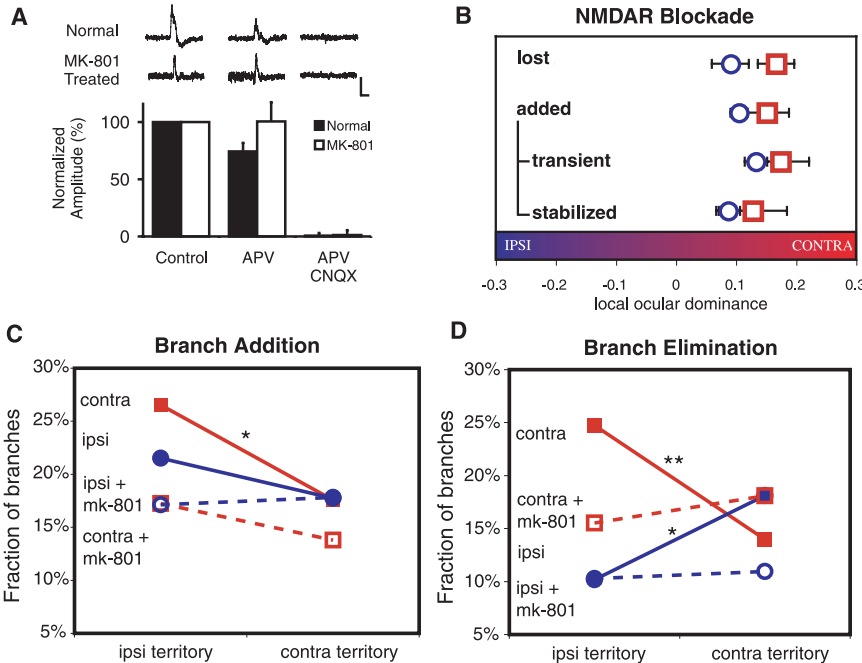 A
Normal
MK-801
Treated
Normalized
Amplitude (%)
100
50
0
Normal
MK-801
Control
APV
APV
CNQX
B
NMDAR Blockade
lost
added
transient
stabilized
IPSI
CONTRA
-0.3
-0.2
-0.1
0
0.1
0.2
0.3
local ocular dominance
C
Branch Addition
Fraction of branches
30%
25%
20%
15%
10%
5%
contra
ipsi
ipsi +
mk-801
contra +
mk-801
*
ipsi territory
contra territory
D
Branch Elimination
Fraction of branches
30%
25%
20%
15%
10%
5%
contra
contra +
mk-801
ipsi
ipsi +
mk-801
**
*
ipsi territory
contra territory